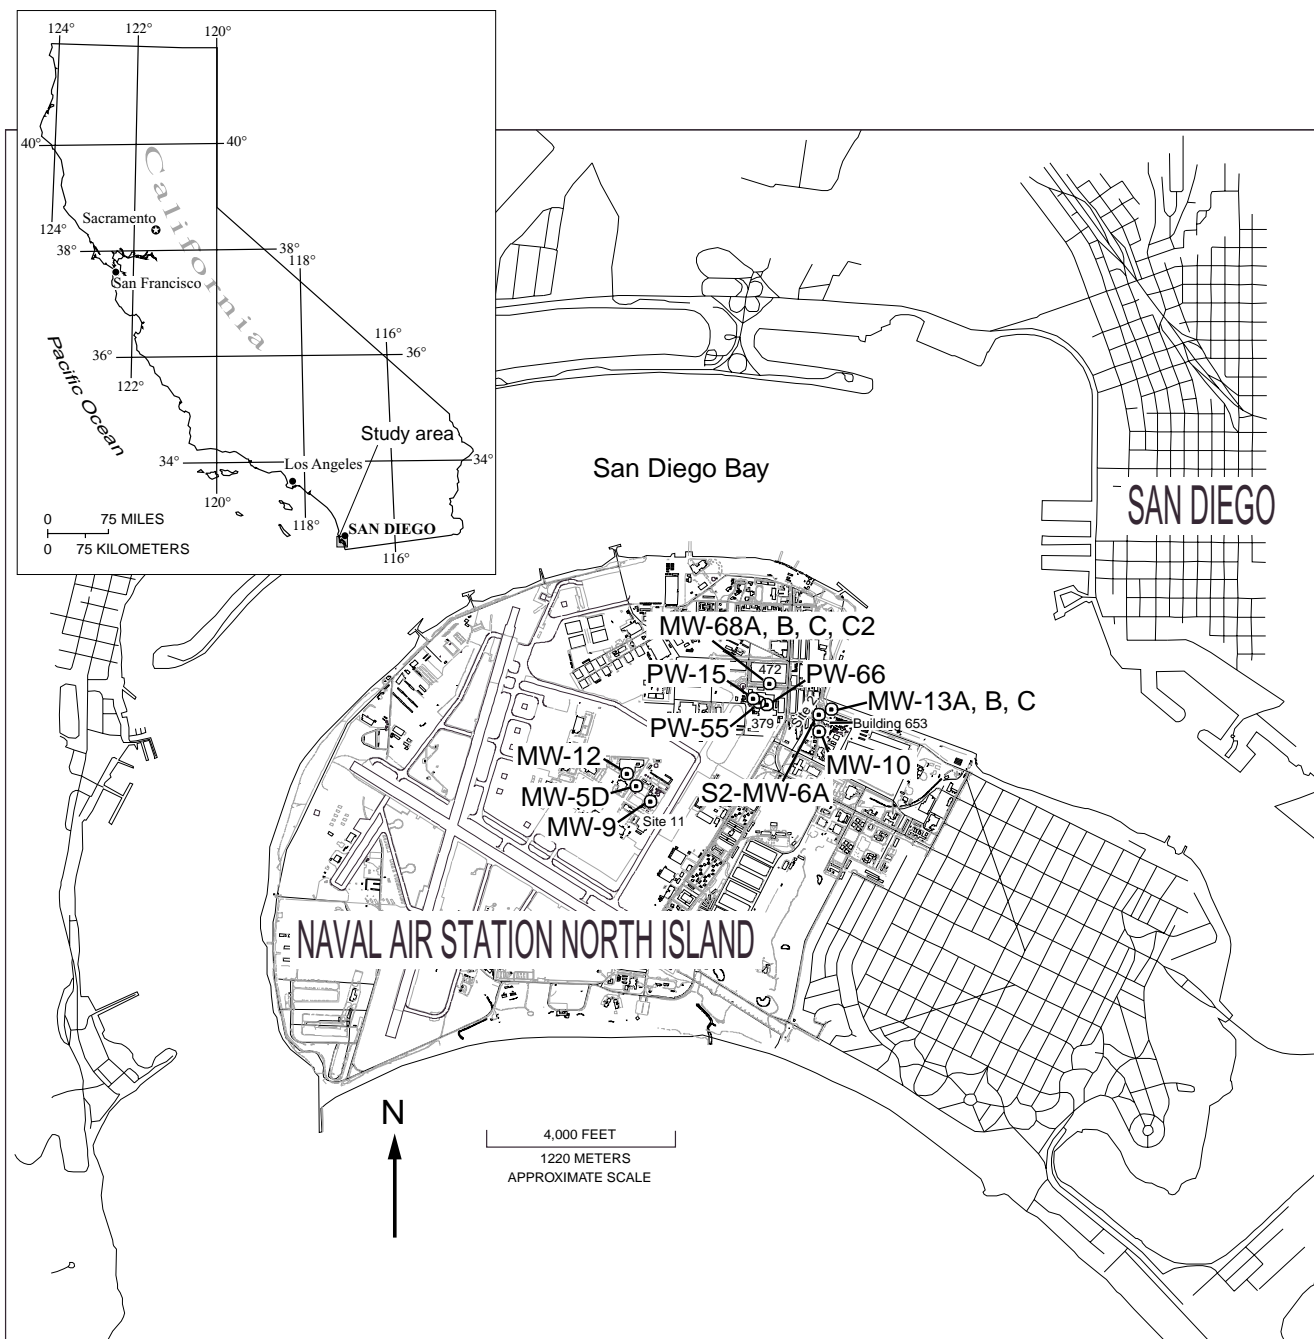 124°
122°
120°
40°
40°
California
Sacramento
124°
38°
38°
118°
San Francisco
116°
36°
36°
122°
Pacific Ocean
Study area
34°
Los Angeles
34°
120°
118°
SAN DIEGO
116°
0 75 MILES
0 75 KILOMETERS
San Diego Bay
SAN DIEGO
MW-68A, B, C, C2
472
PW-15
PW-66
MW-13A, B, C
PW-55
379
Building 653
MW-12
MW-10
MW-5D
S2-MW-6A
MW-9
Site 11
NAVAL AIR STATION NORTH ISLAND
N
4,000 FEET
1220 METERS
APPROXIMATE SCALE